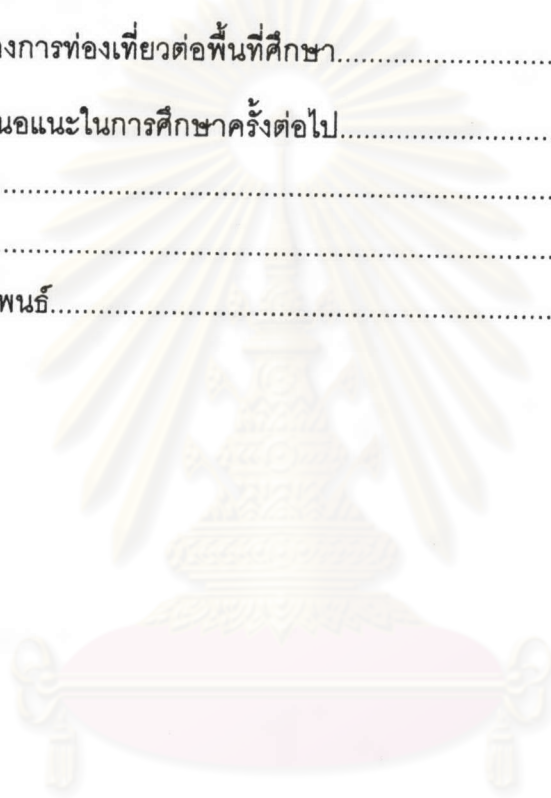 งการท่องเที่ยวต่อพื้นที่ศึกษา
นอแนะในการศึกษาครั้งต่อไป
พนธ์